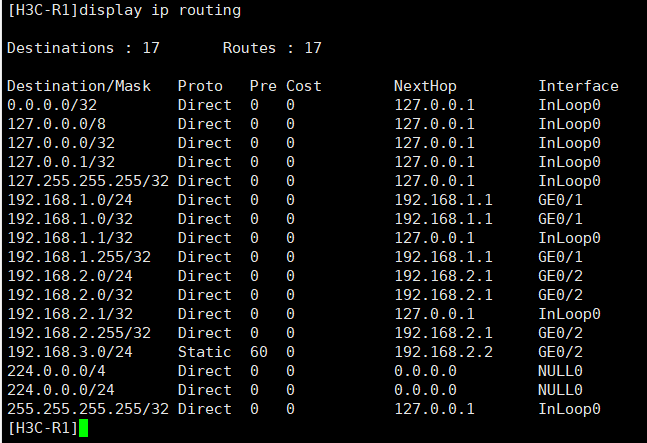 [H3C-R1]display ip routing
Destinations : 17       Routes : 17
Destination/Mask   Proto   Pre Cost        NextHop         Interface
0.0.0.0/32         Direct  0   0           127.0.0.1       InLoop0
127.0.0.0/8        Direct  0   0           127.0.0.1       InLoop0
127.0.0.0/32       Direct  0   0           127.0.0.1       InLoop0
127.0.0.1/32       Direct  0   0           127.0.0.1       InLoop0
127.255.255.255/32 Direct  0   0           127.0.0.1       InLoop0
192.168.1.0/24     Direct  0   0           192.168.1.1     GE0/1
192.168.1.0/32     Direct  0   0           192.168.1.1     GE0/1
192.168.1.1/32     Direct  0   0           127.0.0.1       InLoop0
192.168.1.255/32   Direct  0   0           192.168.1.1     GE0/1
192.168.2.0/24     Direct  0   0           192.168.2.1     GE0/2
192.168.2.0/32     Direct  0   0           192.168.2.1     GE0/2
192.168.2.1/32     Direct  0   0           127.0.0.1       InLoop0
192.168.2.255/32   Direct  0   0           192.168.2.1     GE0/2
192.168.3.0/24     Static  60  0           192.168.2.2     GE0/2
224.0.0.0/4        Direct  0   0           0.0.0.0         NULL0
224.0.0.0/24       Direct  0   0           0.0.0.0         NULL0
255.255.255.255/32 Direct  0   0           127.0.0.1       InLoop0
[H3C-R1]